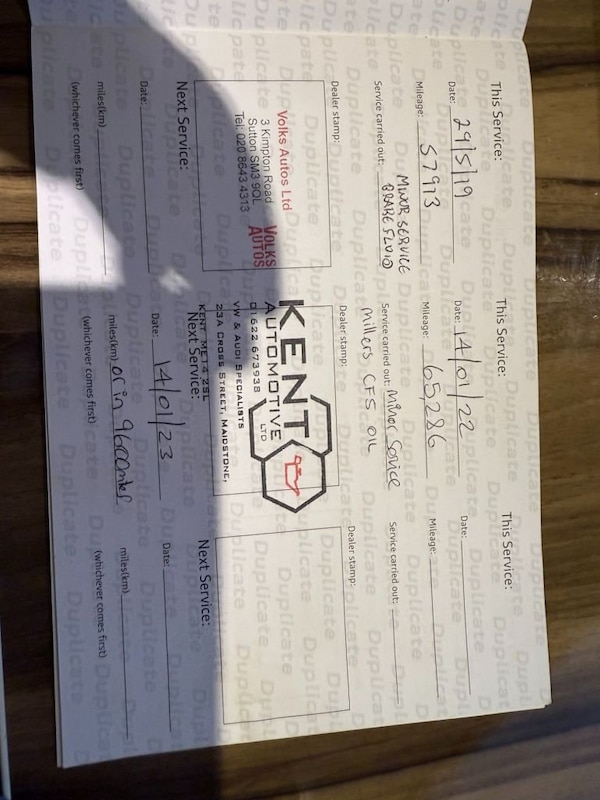 This Service:
Date: 29/5/19
Mileage: 57913
Service carried out: MINOR SERVICE
BRAKE FLUID
Dealer stamp:
Volks Autos Ltd
3 Kimpton Road
Sutton SM3 9QL
Tel: 020 8643 4313
VOLKS
AUTOS
Next Service:
Date:
miles(km)
(whichever comes first)
This Service:
Date: 14/01/22
Mileage: 65286
Service carried out: Minor Service
Millers CFS OIL
Dealer stamp:
KENT
AUTOMOTIVE LTD
01622 673938
VW & AUDI SPECIALISTS
23A CROSS STREET, MAIDSTONE,
KENT ME14 2SL
Next Service:
Date: 14/01/23
miles(km) or in 9600miles
(whichever comes first)
This Service:
Date:
Mileage:
Service carried out:
Dealer stamp:
Next Service:
Date:
miles(km)
(whichever comes first)
Duplicate